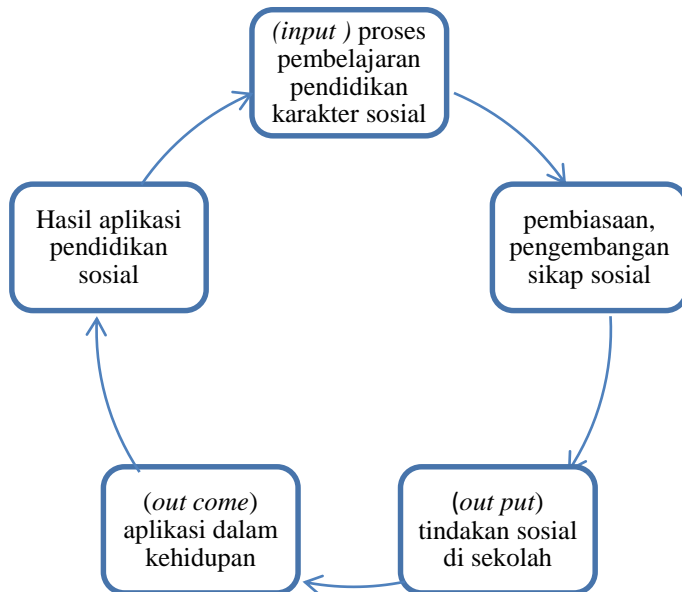 (input ) proses
pembelajaran
pendidikan
karakter sosial
pembiasaan,
pengembangan
sikap sosial
(out put)
tindakan sosial
di sekolah
(out come)
aplikasi dalam
kehidupan
Hasil aplikasi
pendidikan
sosial